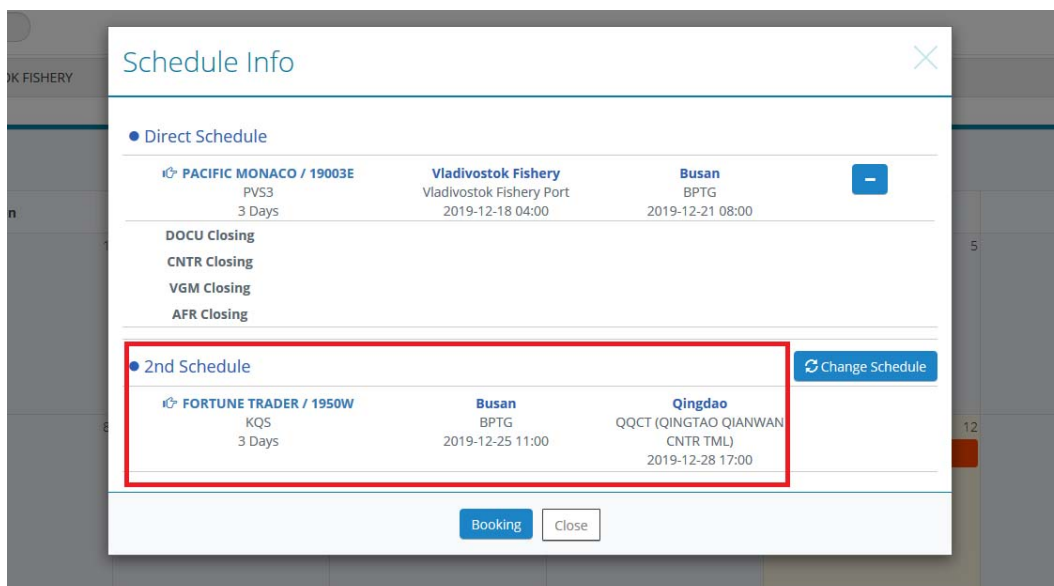 Schedule Info
OK FISHERY
Direct Schedule
PACIFIC MONACO / 19003E
PVS3
3 Days
Vladivostok Fishery
Vladivostok Fishery Port
2019-12-18 04:00
Busan
BPTG
2019-12-21 08:00
DOCU Closing
CNTR Closing
VGM Closing
AFR Closing
5
2nd Schedule
Change Schedule
FORTUNE TRADER / 1950W
KQS
3 Days
Busan
BPTG
2019-12-25 11:00
Qingdao
QQCT (QINGTAO QIANWAN
CNTR TML)
2019-12-28 17:00
8
12
Booking
Close